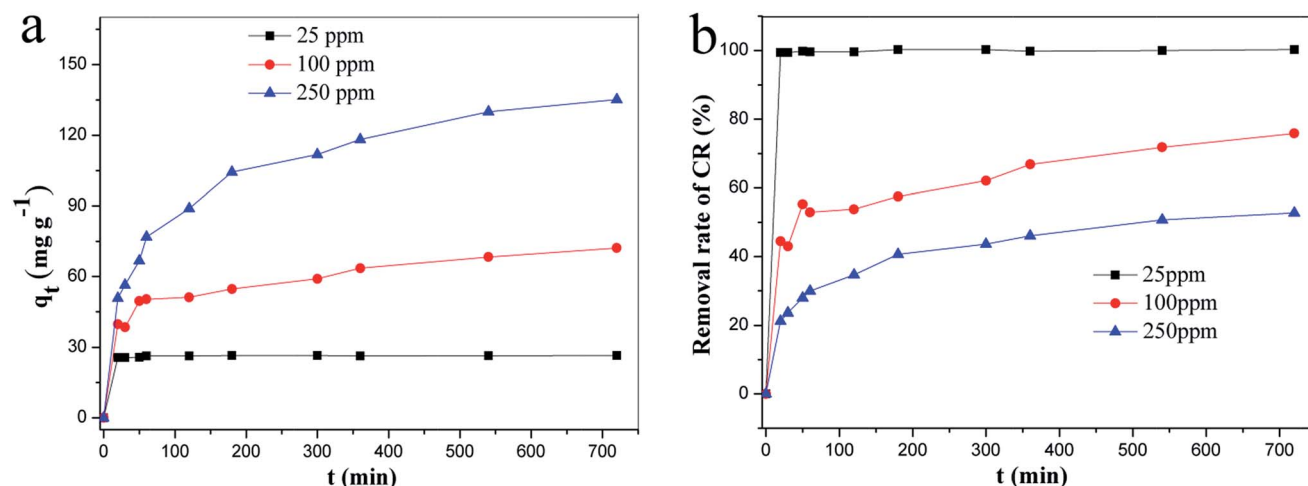 a
25 ppm
100 ppm
250 ppm
150
120
90
60
30
0
qt (mg g-1)
0 100 200 300 400 500 600 700
t (min)
b
100
80
60
40
20
0
Removal rate of CR (%)
25ppm
100ppm
250ppm
0 100 200 300 400 500 600 700
t (min)